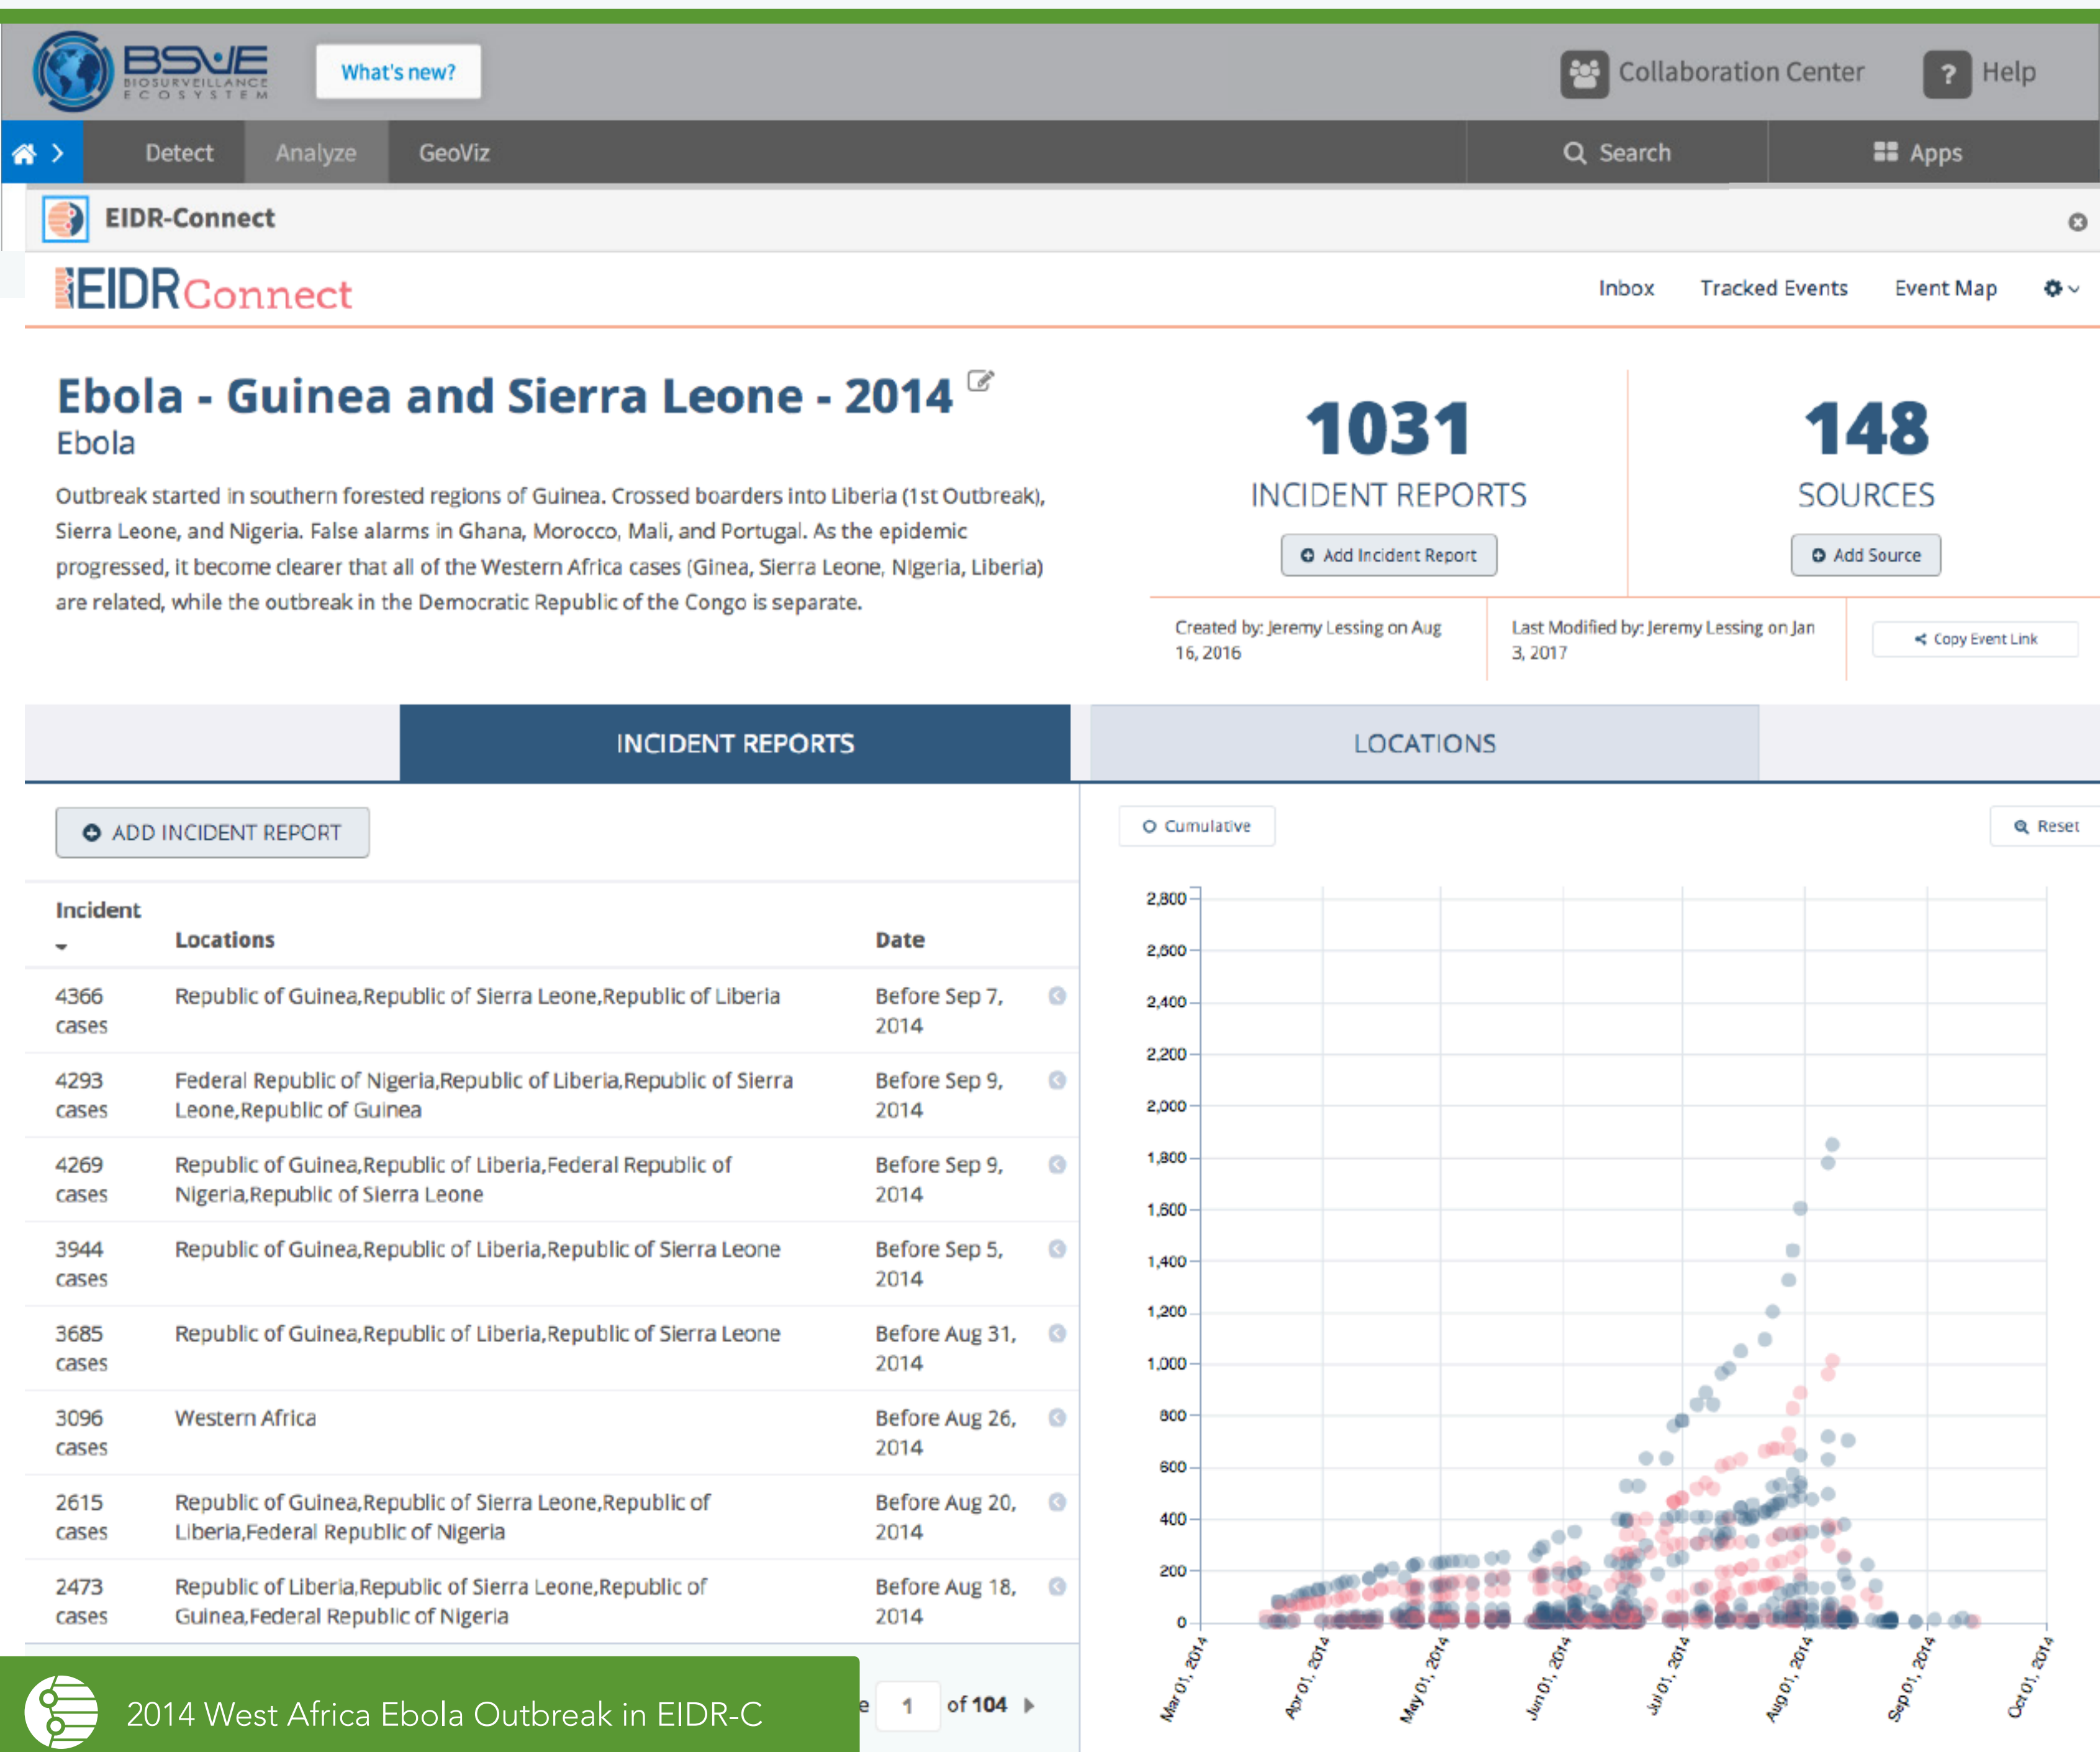 BSVE
BIOSURVEILLANCE
ECOSYSTEM
What's new?
Collaboration Center
? Help
Detect
Analyze
GeoViz
Search
Apps
EIDR-Connect
EIDRConnect
Inbox
Tracked Events
Event Map
Ebola - Guinea and Sierra Leone - 2014
Ebola
Outbreak started in southern forested regions of Guinea. Crossed boarders into Liberia (1st Outbreak),
Sierra Leone, and Nigeria. False alarms in Ghana, Morocco, Mali, and Portugal. As the epidemic
progressed, it become clearer that all of the Western Africa cases (Ginea, Sierra Leone, NIgeria, Liberia)
are related, while the outbreak in the Democratic Republic of the Congo is separate.
1031
INCIDENT REPORTS
Add Incident Report
148
SOURCES
Add Source
Created by: Jeremy Lessing on Aug
16, 2016
Last Modified by: Jeremy Lessing on Jan
3, 2017
Copy Event Link
INCIDENT REPORTS
LOCATIONS
ADD INCIDENT REPORT
Incident
Locations
Date
4366
cases
Republic of Guinea,Republic of Sierra Leone,Republic of Liberia
Before Sep 7,
2014
4293
cases
Federal Republic of Nigeria,Republic of Liberia,Republic of Sierra
Leone,Republic of Guinea
Before Sep 9,
2014
4269
cases
Republic of Guinea,Republic of Liberia,Federal Republic of
Nigeria,Republic of Sierra Leone
Before Sep 9,
2014
3944
cases
Republic of Guinea,Republic of Liberia,Republic of Sierra Leone
Before Sep 5,
2014
3685
cases
Republic of Guinea,Republic of Liberia,Republic of Sierra Leone
Before Aug 31,
2014
3096
cases
Western Africa
Before Aug 26,
2014
2615
cases
Republic of Guinea,Republic of Sierra Leone,Republic of
Liberia,Federal Republic of Nigeria
Before Aug 20,
2014
2473
cases
Republic of Liberia,Republic of Sierra Leone,Republic of
Guinea,Federal Republic of Nigeria
Before Aug 18,
2014
e 1 of 104
Cumulative
Reset
2,800
2,600
2,400
2,200
2,000
1,800
1,600
1,400
1,200
1,000
800
600
400
200
0
Mar 01, 2014
Apr 01, 2014
May 01, 2014
Jun 01, 2014
Jul 01, 2014
Aug 01, 2014
Sep 01, 2014
Oct 01, 2014
2014 West Africa Ebola Outbreak in EIDR-C